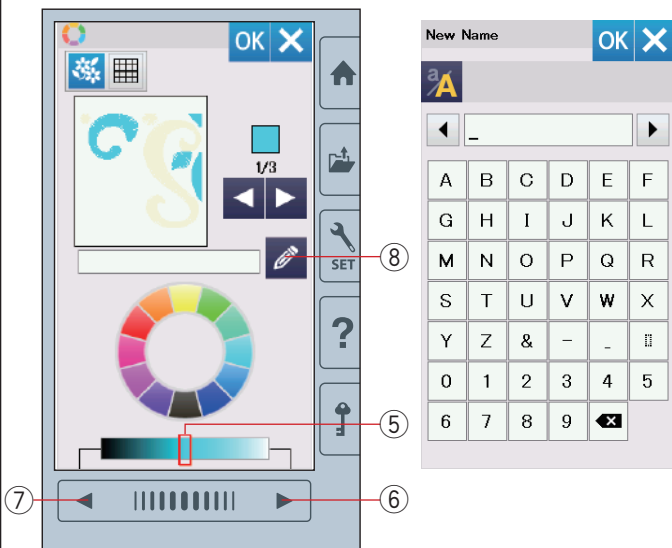 OK
1/3
SET
?
⑧
⑤
⑦
⑥
New Name
OK
a/A
_
A B C D E F
G H I J K L
M N O P Q R
S T U V W X
Y Z & - _
0 1 2 3 4 5
6 7 8 9